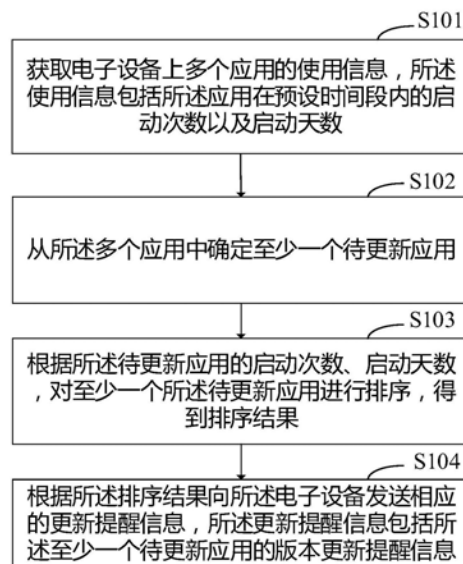 S101
获取电子设备上多个应用的使用信息，所述
使用信息包括所述应用在预设时间段内的启
动次数以及启动天数
S102
从所述多个应用中确定至少一个待更新应用
S103
根据所述待更新应用的启动次数、启动天数
，对至少一个所述待更新应用进行排序，得
到排序结果
S104
根据所述排序结果向所述电子设备发送相应
的更新提醒信息，所述更新提醒信息包括所
述至少一个待更新应用的版本更新提醒信息